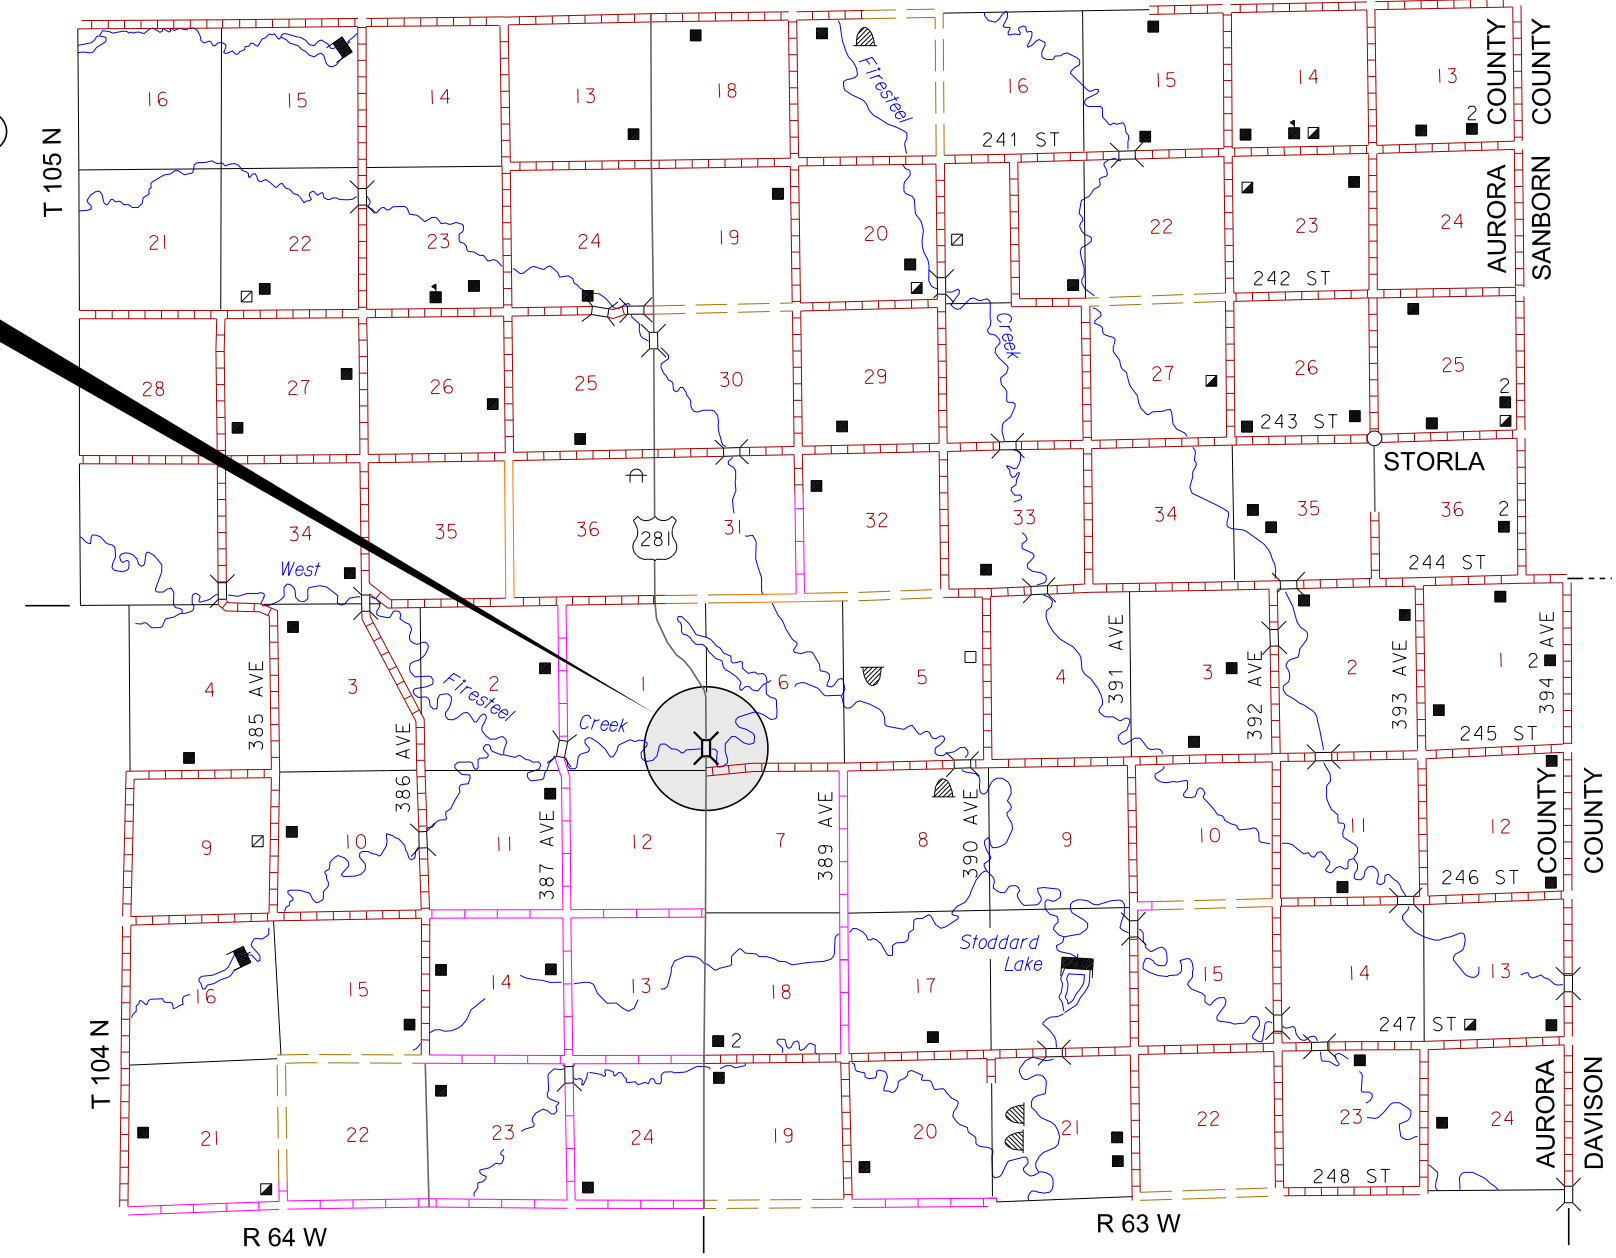 16 15 14 13 18 16 15 14 13
Firesteel
2
COUNTY
COUNTY
T 105 N
241 ST
21 22 23 24 19 20 22 23 24
AURORA
SANBORN
242 ST
Creek
28 27 26 25 30 29 27 26 25
2
243 ST
STORLA
34 35 36 31 32 33 34 35 36
281
2
West
244 ST
4 3 2 1 6 5 4 3 2 1
2
385 AVE
386 AVE
Firesteel
Creek
391 AVE
392 AVE
393 AVE
394 AVE
245 ST
9 10 11 12 7 8 9 10 11 12
387 AVE
389 AVE
390 AVE
COUNTY
COUNTY
246 ST
Stoddard
Lake
16 15 14 13 18 17 15 14 13
2
247 ST
T 104 N
21 22 23 24 19 20 21 22 23 24
AURORA
DAVISON
248 ST
R 64 W
R 63 W